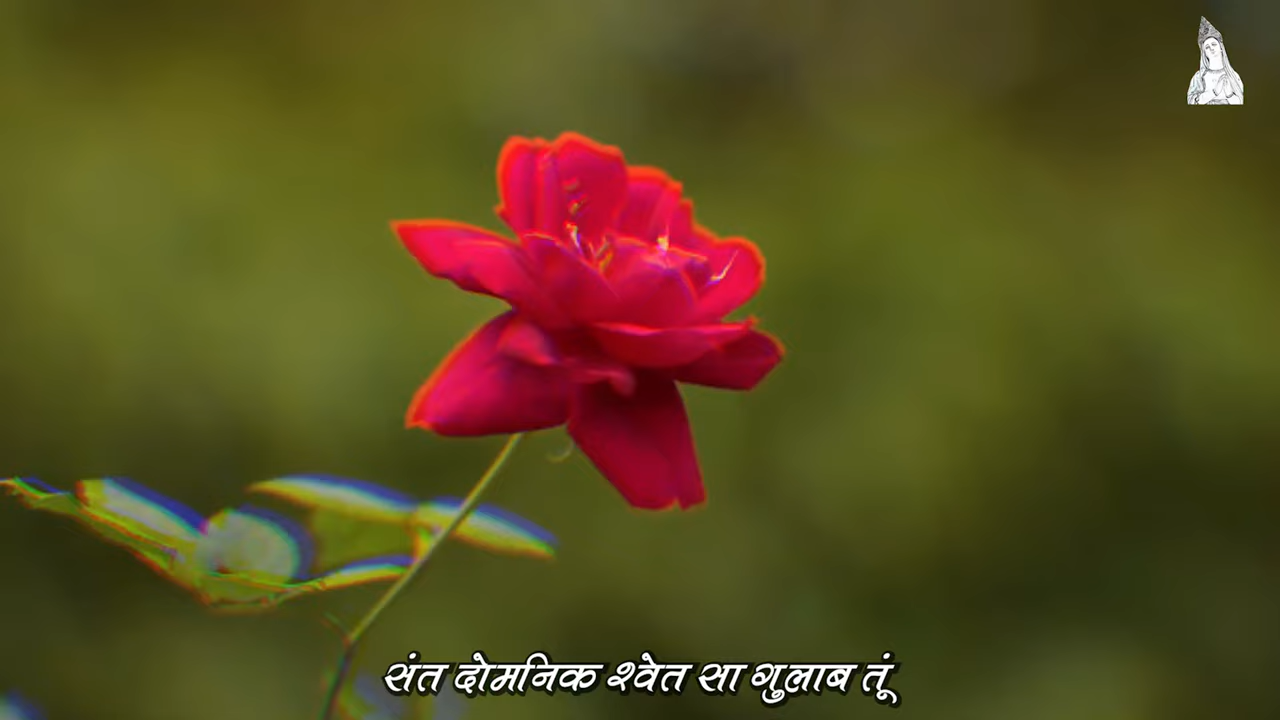 संत दोमनिक श्वेत सा गुलाब तूं